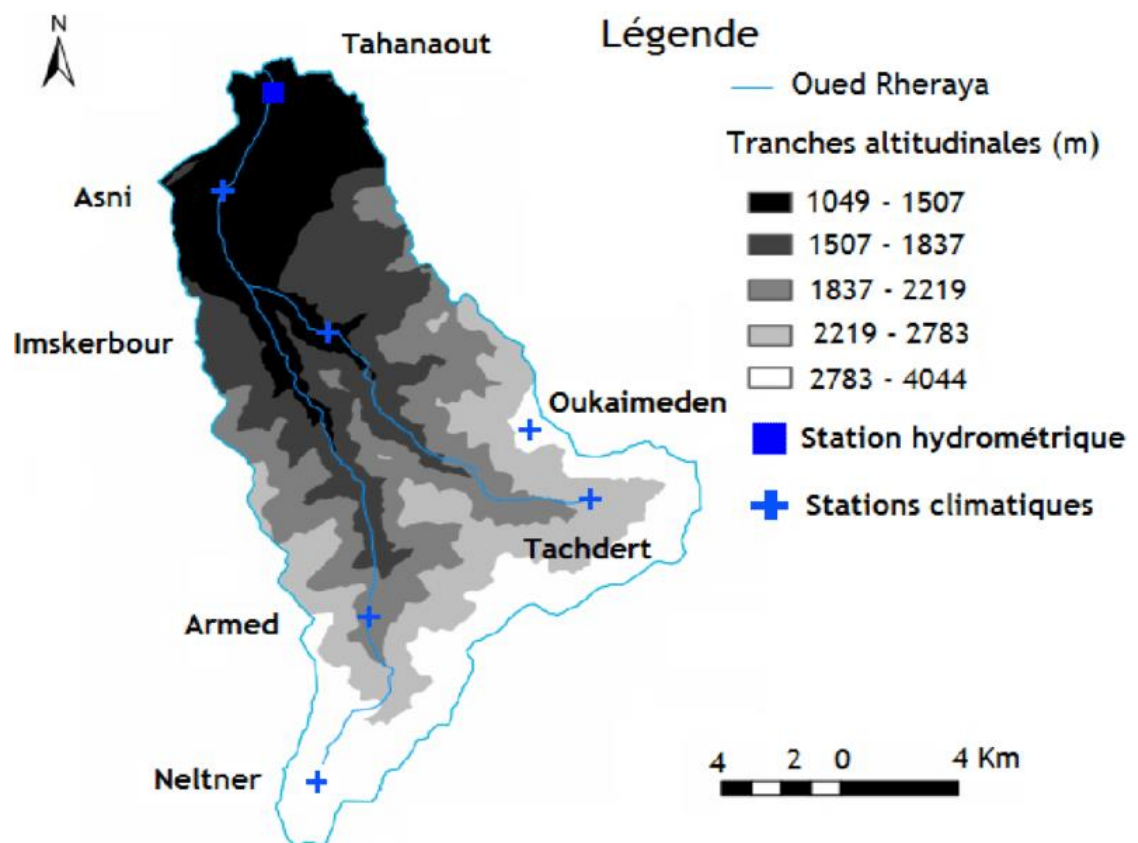 N
Tahanaout
Asni
Imskerbour
Oukaimeden
Tachdert
Armed
Neltner
Légende
Oued Rheraya
Tranches altitudinales (m)
1049 - 1507
1507 - 1837
1837 - 2219
2219 - 2783
2783 - 4044
Station hydrométrique
Stations climatiques
4 2 0 4 Km